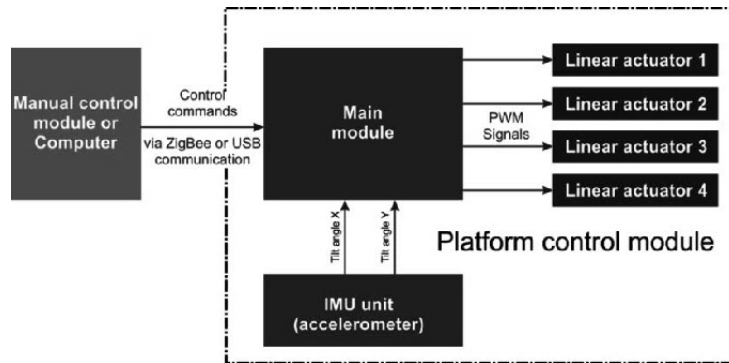 Manual control
module or
Computer
Control
commands
via ZigBee or USB
communication
Main
module
PWM
Signals
Linear actuator 1
Linear actuator 2
Linear actuator 3
Linear actuator 4
Tilt angle X
Tilt angle Y
Platform control module
IMU unit
(accelerometer)